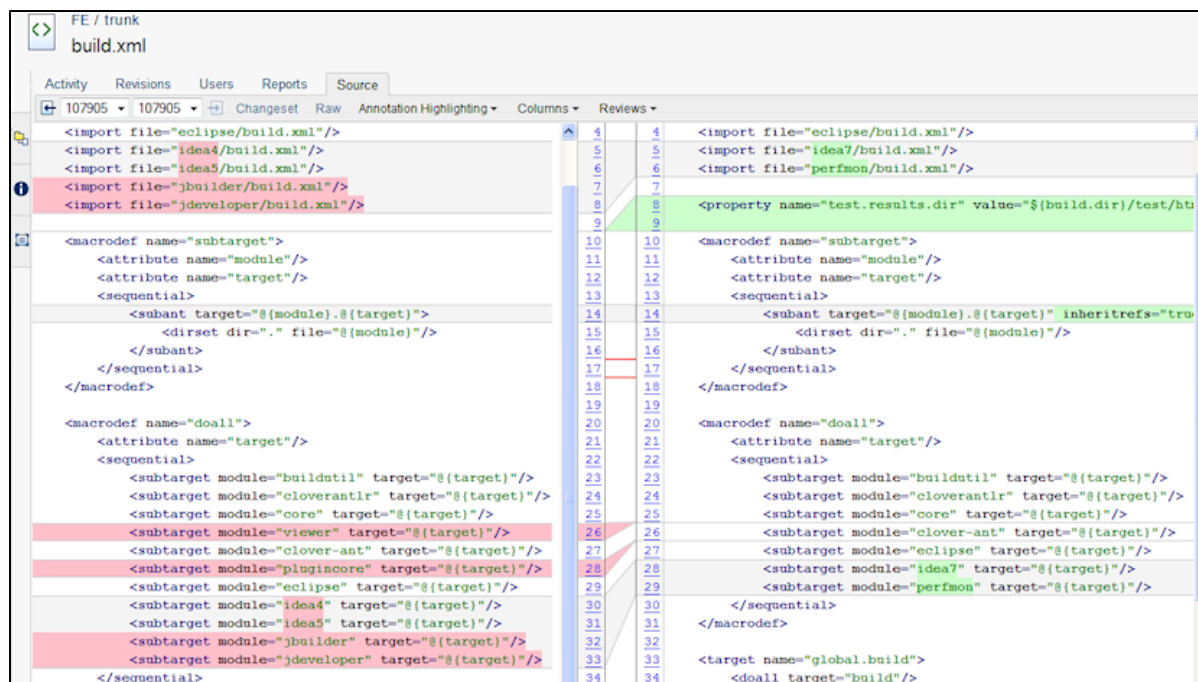 FE / trunk
build.xml
Activity Revisions Users Reports Source
107905 107905 Changeset Raw Annotation Highlighting Columns Reviews
<import file="eclipse/build.xml"/>
<import file="idea4/build.xml"/>
<import file="idea5/build.xml"/>
<import file="jbuilder/build.xml"/>
<import file="jdeveloper/build.xml"/>
<macrodef name="subtarget">
<attribute name="module"/>
<attribute name="target"/>
<sequential>
<subant target="@{module}.@{target}">
<dirset dir="." file="@{module}"/>
</subant>
</sequential>
</macrodef>
<macrodef name="doall">
<attribute name="target"/>
<sequential>
<subtarget module="buildutil" target="@{target}"/>
<subtarget module="cloverantlr" target="@{target}"/>
<subtarget module="core" target="@{target}"/>
<subtarget module="viewer" target="@{target}"/>
<subtarget module="clover-ant" target="@{target}"/>
<subtarget module="plugincore" target="@{target}"/>
<subtarget module="eclipse" target="@{target}"/>
<subtarget module="idea4" target="@{target}"/>
<subtarget module="idea5" target="@{target}"/>
<subtarget module="jbuilder" target="@{target}"/>
<subtarget module="jdeveloper" target="@{target}"/>
</sequential>
4 4
5 5
6 6
7 7
8 8
9 9
10 10
11 11
12 12
13 13
14 14
15 15
16 16
17 17
18 18
19 19
20 20
21 21
22 22
23 23
24 24
25 25
26 26
27 27
28 28
29 29
30 30
31 31
32 32
33 33
34 34
<import file="eclipse/build.xml"/>
<import file="idea7/build.xml"/>
<import file="perfmon/build.xml"/>
<property name="test.results.dir" value="${build.dir}/test/ht
<macrodef name="subtarget">
<attribute name="module"/>
<attribute name="target"/>
<sequential>
<subant target="@{module}.@{target}" inheritrefs="tru
<dirset dir="." file="@{module}"/>
</subant>
</sequential>
</macrodef>
<macrodef name="doall">
<attribute name="target"/>
<sequential>
<subtarget module="buildutil" target="@{target}"/>
<subtarget module="cloverantlr" target="@{target}"/>
<subtarget module="core" target="@{target}"/>
<subtarget module="clover-ant" target="@{target}"/>
<subtarget module="eclipse" target="@{target}"/>
<subtarget module="idea7" target="@{target}"/>
<subtarget module="perfmon" target="@{target}"/>
</sequential>
</macrodef>
<target name="global.build">
<doall target="build"/>